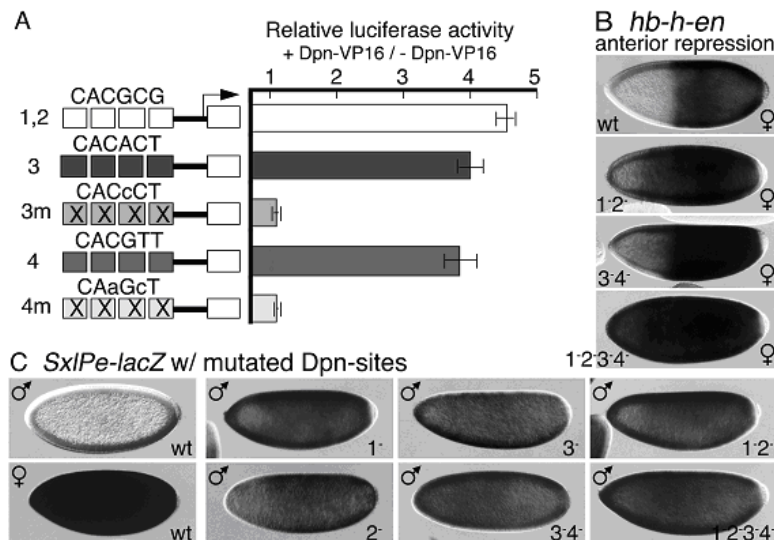 A
Relative luciferase activity
+ Dpn-VP16 / - Dpn-VP16
1 2 3 4 5
CACGCG
1,2
CACACT
3
CACcCT
3m
X X X X
CACGTT
4
CAaGcT
4m
X X X X
B hb-h-en
anterior repression
wt ♀
1-2- ♀
3-4- ♀
1-2-3-4- ♀
C SxlPe-lacZ w/ mutated Dpn-sites
♂ wt
♂ 1-
♂ 3-
♂ 1-2-
♀ wt
♂ 2-
♂ 3-4-
♂ 1-2-3-4-